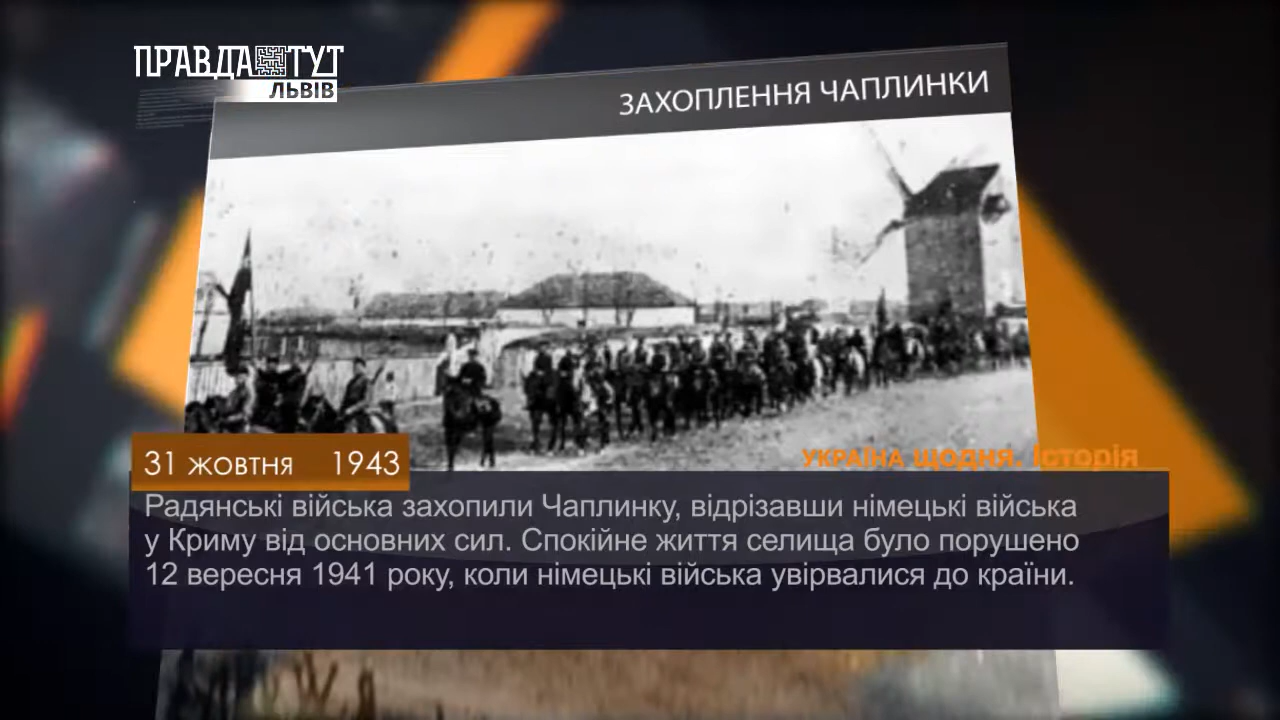 ПРАВДА ТУТ
ЛЬВІВ
ЗАХОПЛЕННЯ ЧАПЛИНКИ
УКРАЇНА ЩОДНЯ. Історія
31 жовтня 1943
Радянські війська захопили Чаплинку, відрізавши німецькі війська
у Криму від основних сил. Спокійне життя селища було порушено
12 вересня 1941 року, коли німецькі війська увірвалися до країни.